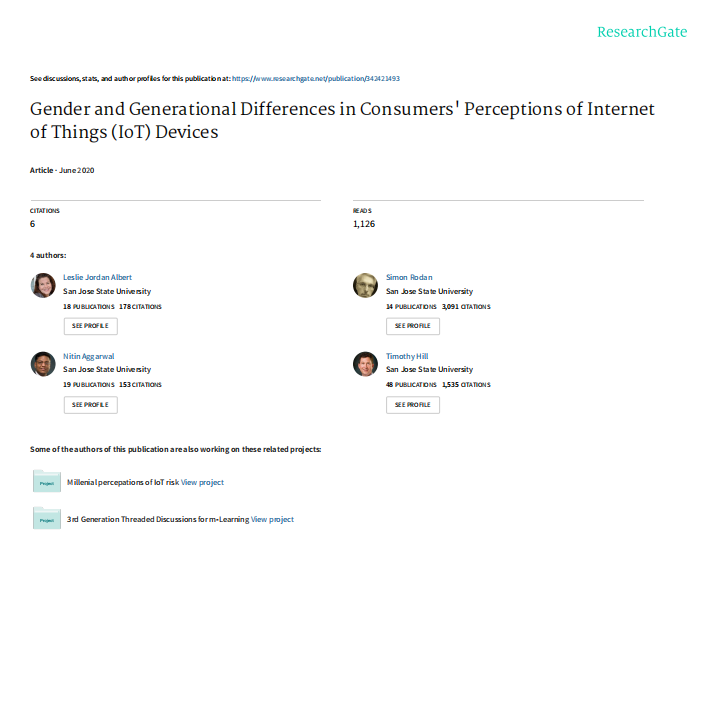 ResearchGate
See discussions, stats, and author profiles for this publication at: https://www.researchgate.net/publication/342421493
Gender and Generational Differences in Consumers' Perceptions of Internet
of Things (IoT) Devices
Article · June 2020
CITATIONS
6
READS
1,126
4 authors:
Leslie Jordan Albert
San Jose State University
18 PUBLICATIONS 178 CITATIONS
SEE PROFILE
Simon Rodan
San Jose State University
14 PUBLICATIONS 3,091 CITATIONS
SEE PROFILE
Nitin Aggarwal
San Jose State University
19 PUBLICATIONS 153 CITATIONS
SEE PROFILE
Timothy Hill
San Jose State University
48 PUBLICATIONS 1,535 CITATIONS
SEE PROFILE
Some of the authors of this publication are also working on these related projects:
Project
Millenial percepations of IoT risk View project
Project
3rd Generation Threaded Discussions for m-Learning View project